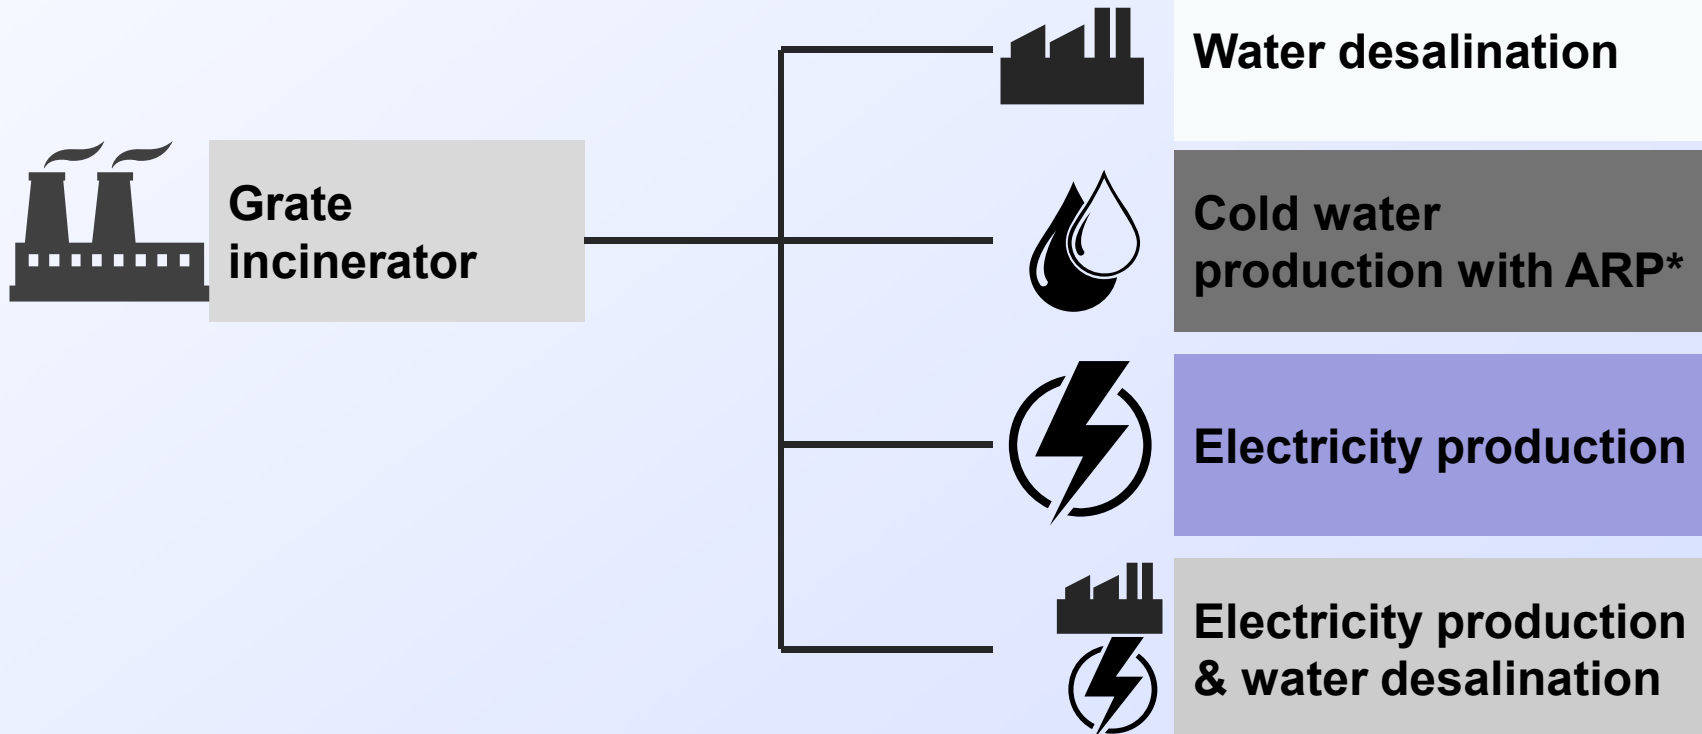 Water desalination
Grate
incinerator
Cold water
production with ARP*
Electricity production
Electricity production
& water desalination